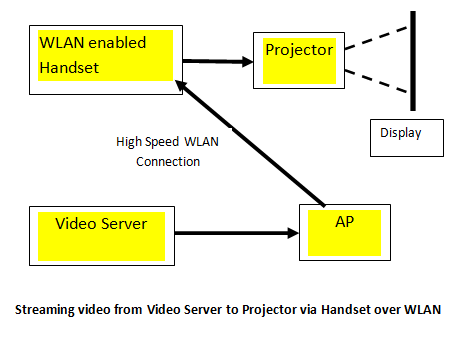 WLAN enabled
Handset
Projector
Display
High Speed WLAN
Connection
Video Server
AP
Streaming video from Video Server to Projector via Handset over WLAN